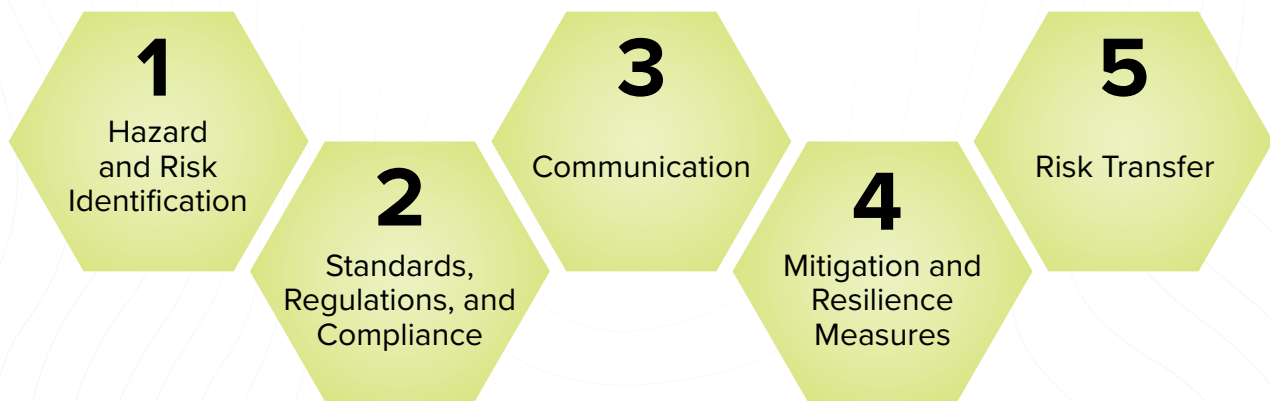 1
Hazard
and Risk
Identification
2
Standards,
Regulations, and
Compliance
3
Communication
4
Mitigation and
Resilience
Measures
5
Risk Transfer